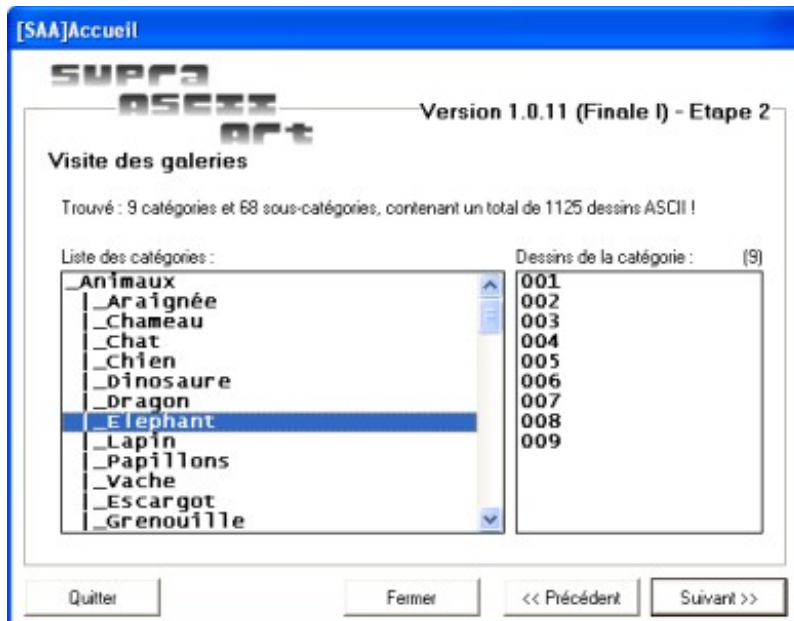 [SAA]Accueil
SUPRA
ASCII
Art
Version 1.0.11 (Finale I) - Etape 2
Visite des galeries
Trouvé : 9 catégories et 68 sous-catégories, contenant un total de 1125 dessins ASCII !
Liste des catégories :
Dessins de la catégorie : (9)
_Animaux
|_Araignée
|_Chameau
|_Chat
|_Chien
|_Dinosaure
|_Dragon
|_Elephant
|_Lapin
|_Papillons
|_Vache
|_Escargot
|_Grenouille
001
002
003
004
005
006
007
008
009
Quitter
Fermer
<< Précédent
Suivant >>